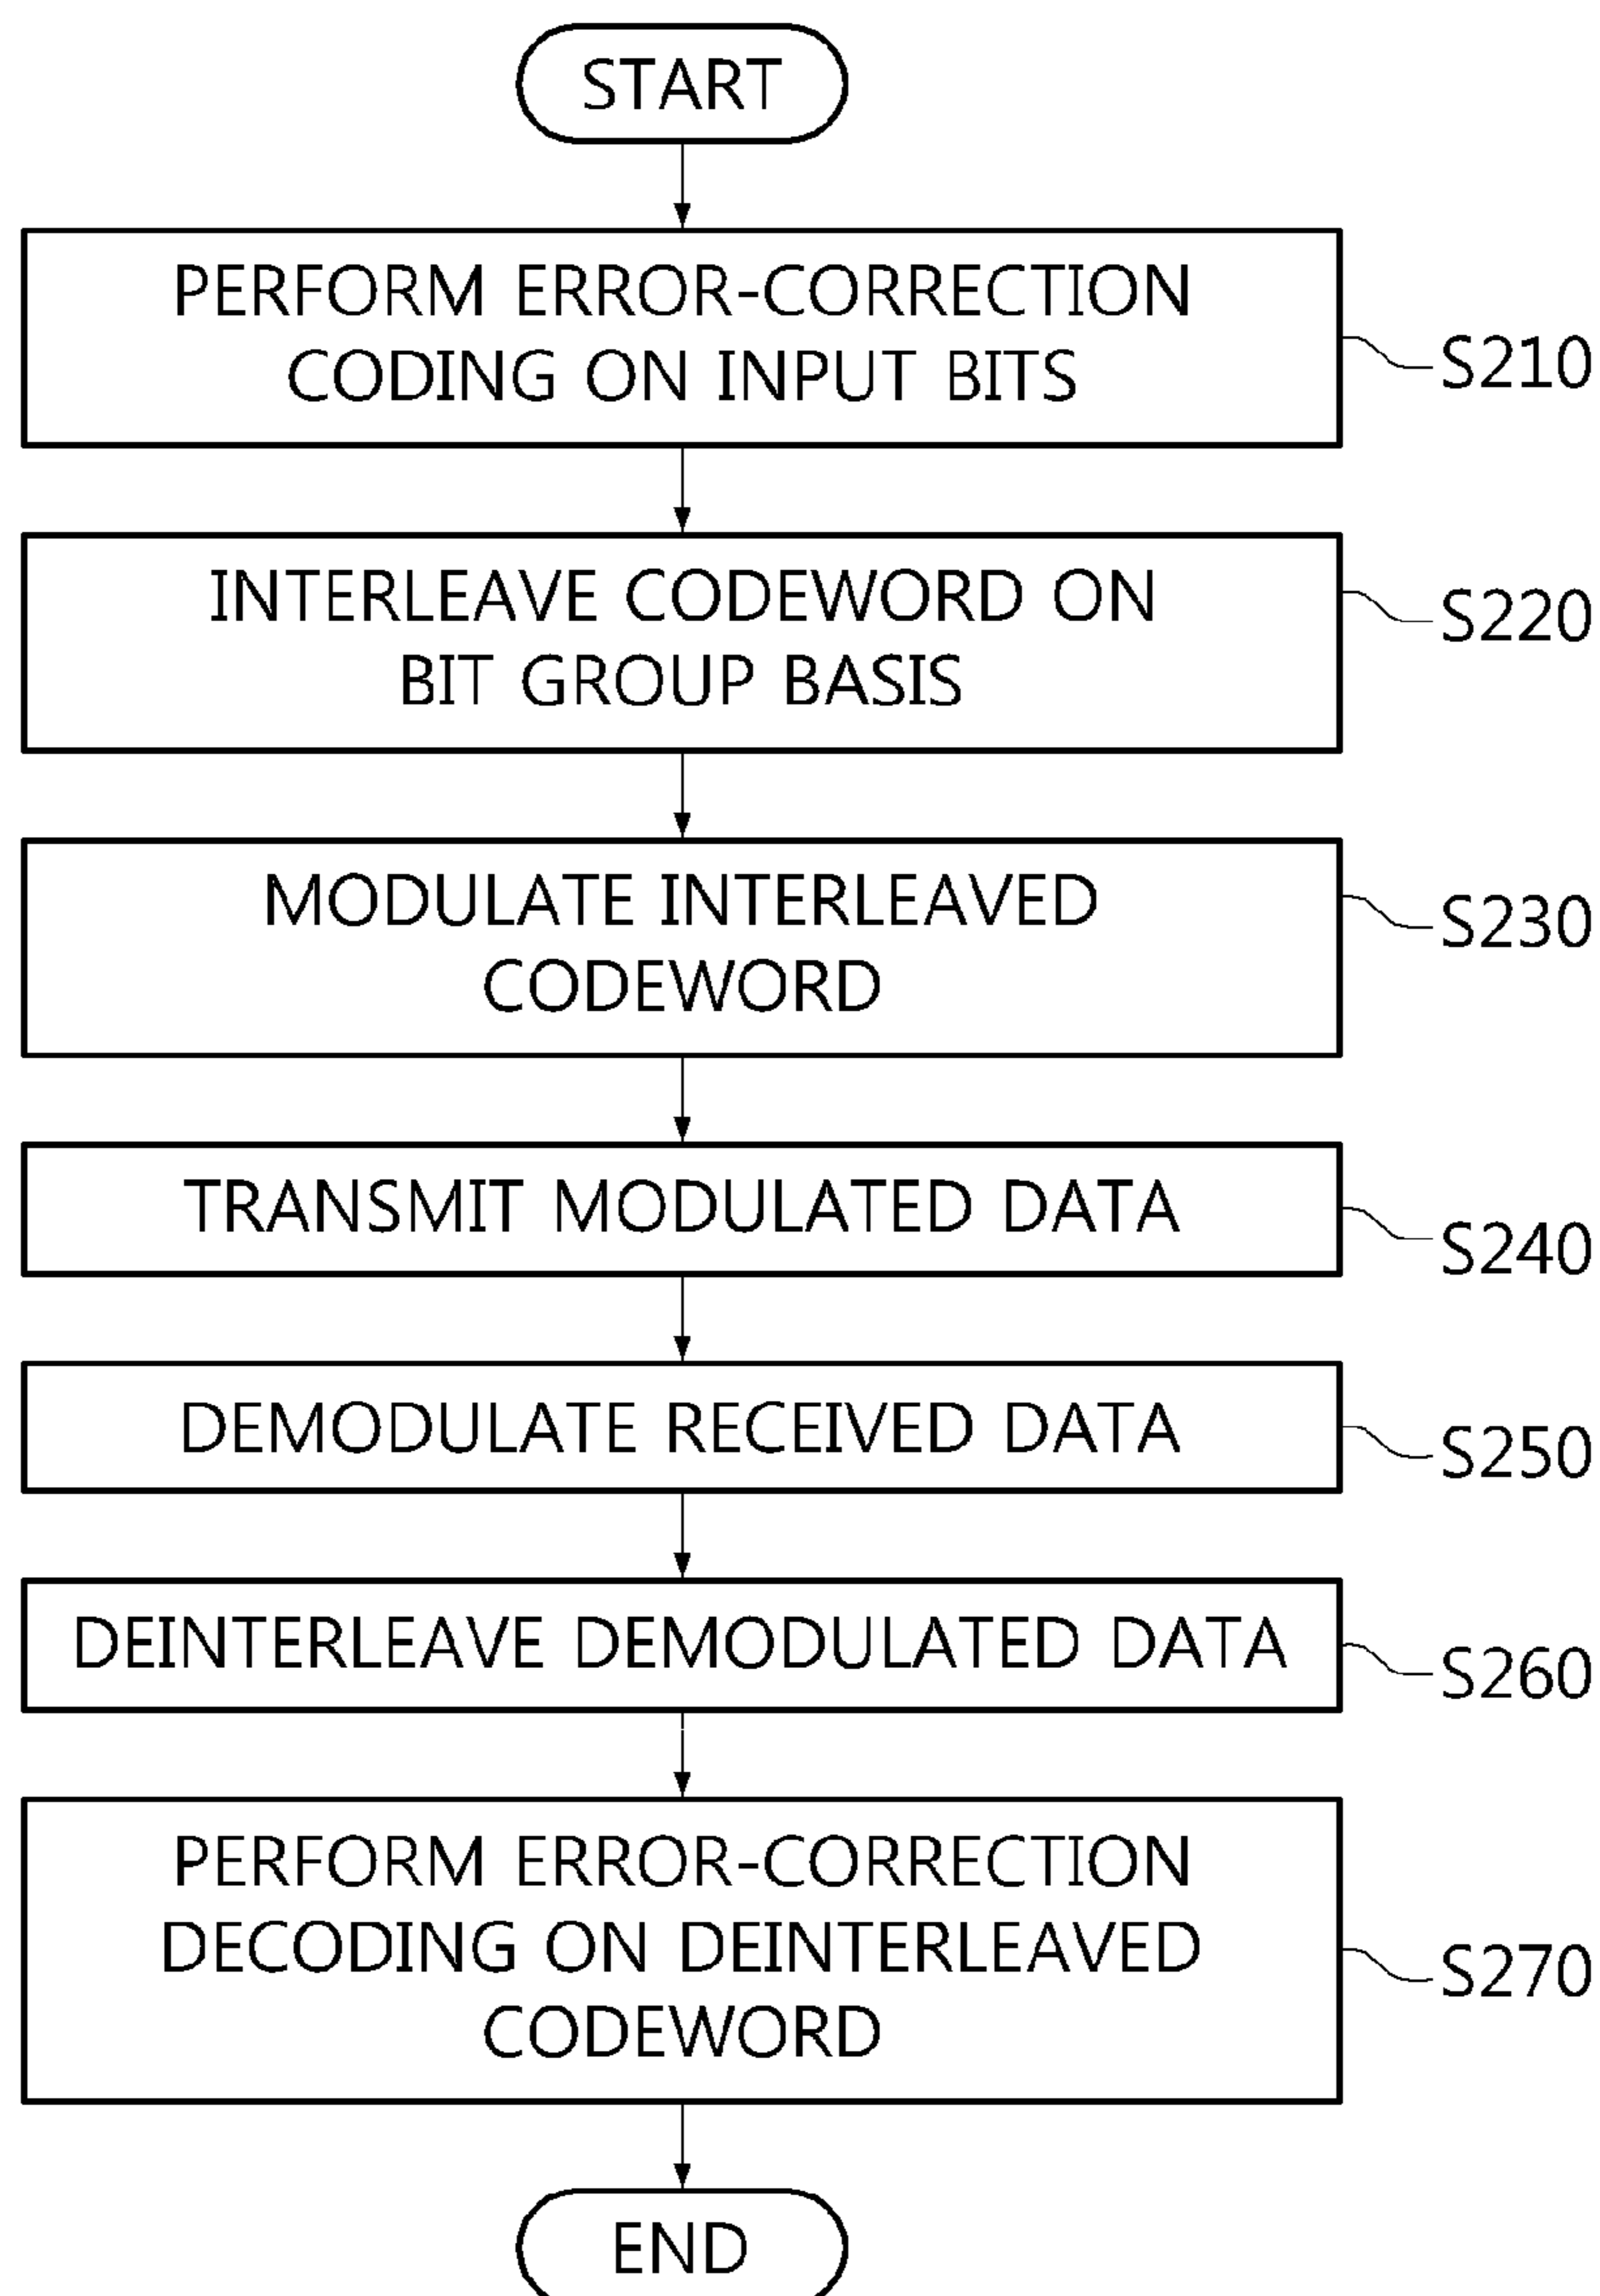 START
PERFORM ERROR-CORRECTION
CODING ON INPUT BITS
S210
INTERLEAVE CODEWORD ON
BIT GROUP BASIS
S220
MODULATE INTERLEAVED
CODEWORD
S230
TRANSMIT MODULATED DATA
S240
DEMODULATE RECEIVED DATA
S250
DEINTERLEAVE DEMODULATED DATA
S260
PERFORM ERROR-CORRECTION
DECODING ON DEINTERLEAVED
CODEWORD
S270
END